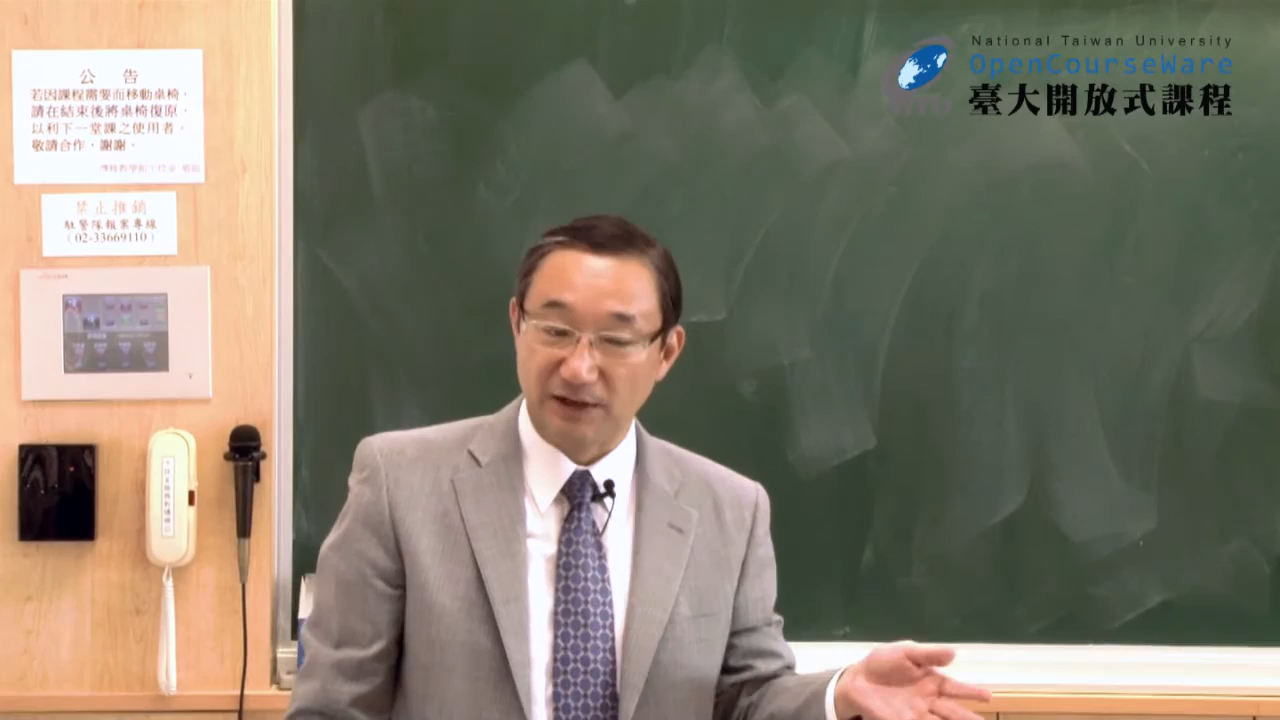 公 告
若因課程需要而移動桌椅，
請在結束後將桌椅復原，
以利下一堂課之使用者，
敬請合作，謝謝。
禁止推銷
駐警隊報案專線
（02-33669110）
National Taiwan University
OpenCourseWare
臺大開放式課程